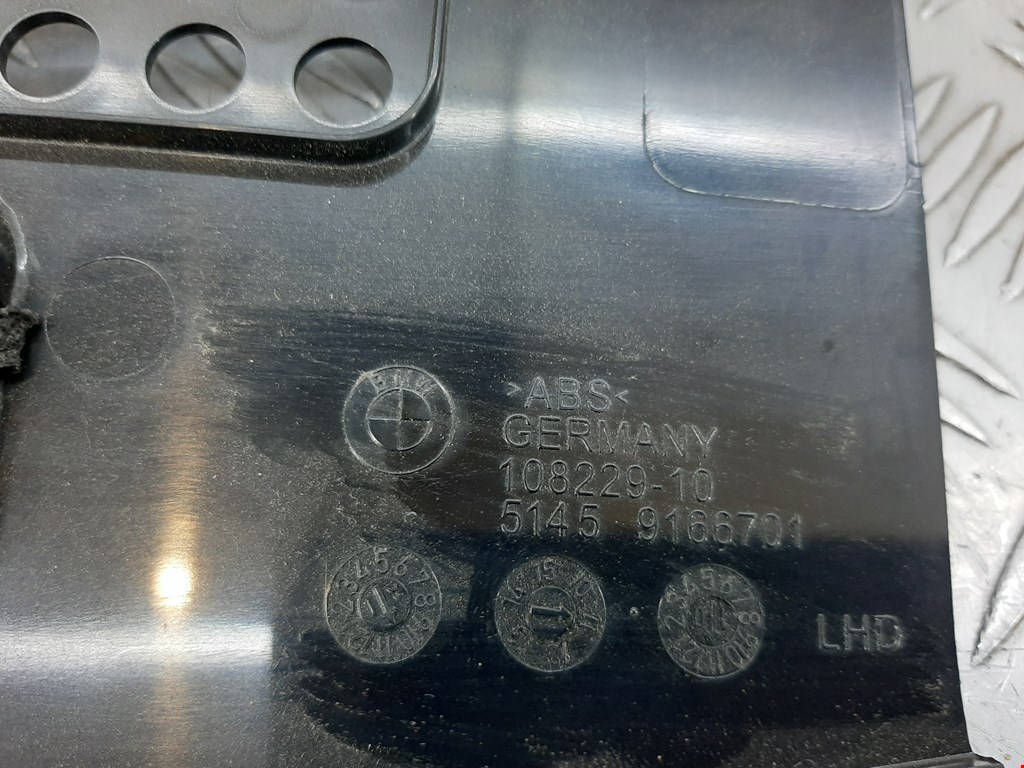 BMW
>ABS<
GERMANY
108229-10
5145 9166701
LHD